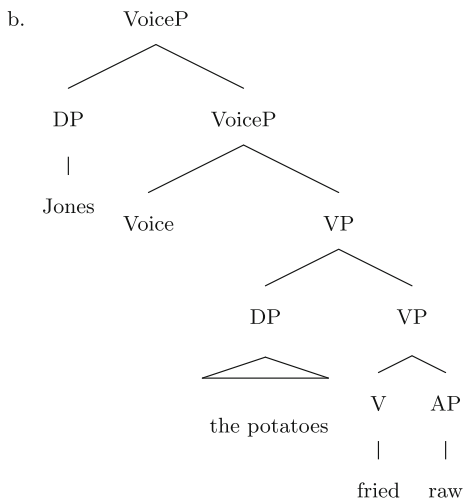 b. VoiceP
DP VoiceP
Jones
Voice VP
DP VP
the potatoes
V AP
fried raw